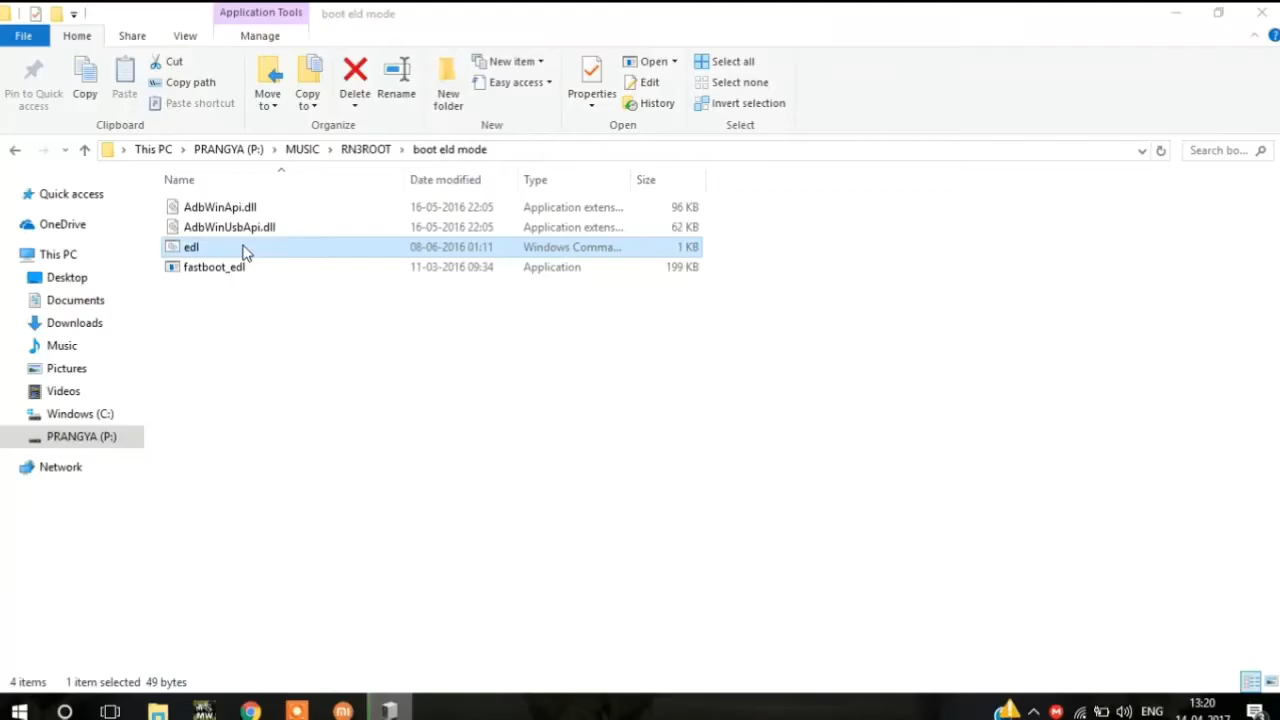 Application Tools boot eld mode
File Home Share View Manage
Pin to Quick access
Copy
Paste
Cut
Copy path
Paste shortcut
Clipboard
Move to
Copy to
Delete
Rename
Organize
New folder
New item
Easy access
New
Properties
Open
Edit
History
Open
Select all
Select none
Invert selection
Select
This PC > PRANGYA (P:) > MUSIC > RN3ROOT > boot eld mode
Search bo...
Name Date modified Type Size
AdbWinApi.dll 16-05-2016 22:05 Application extens... 96 KB
AdbWinUsbApi.dll 16-05-2016 22:05 Application extens... 62 KB
edl 08-06-2016 01:11 Windows Comma... 1 KB
fastboot_edl 11-03-2016 09:34 Application 199 KB
Quick access
OneDrive
This PC
Desktop
Documents
Downloads
Music
Pictures
Videos
Windows (C:)
PRANGYA (P:)
Network
4 items 1 item selected 49 bytes
MW
ENG
13:20
14-04-2017